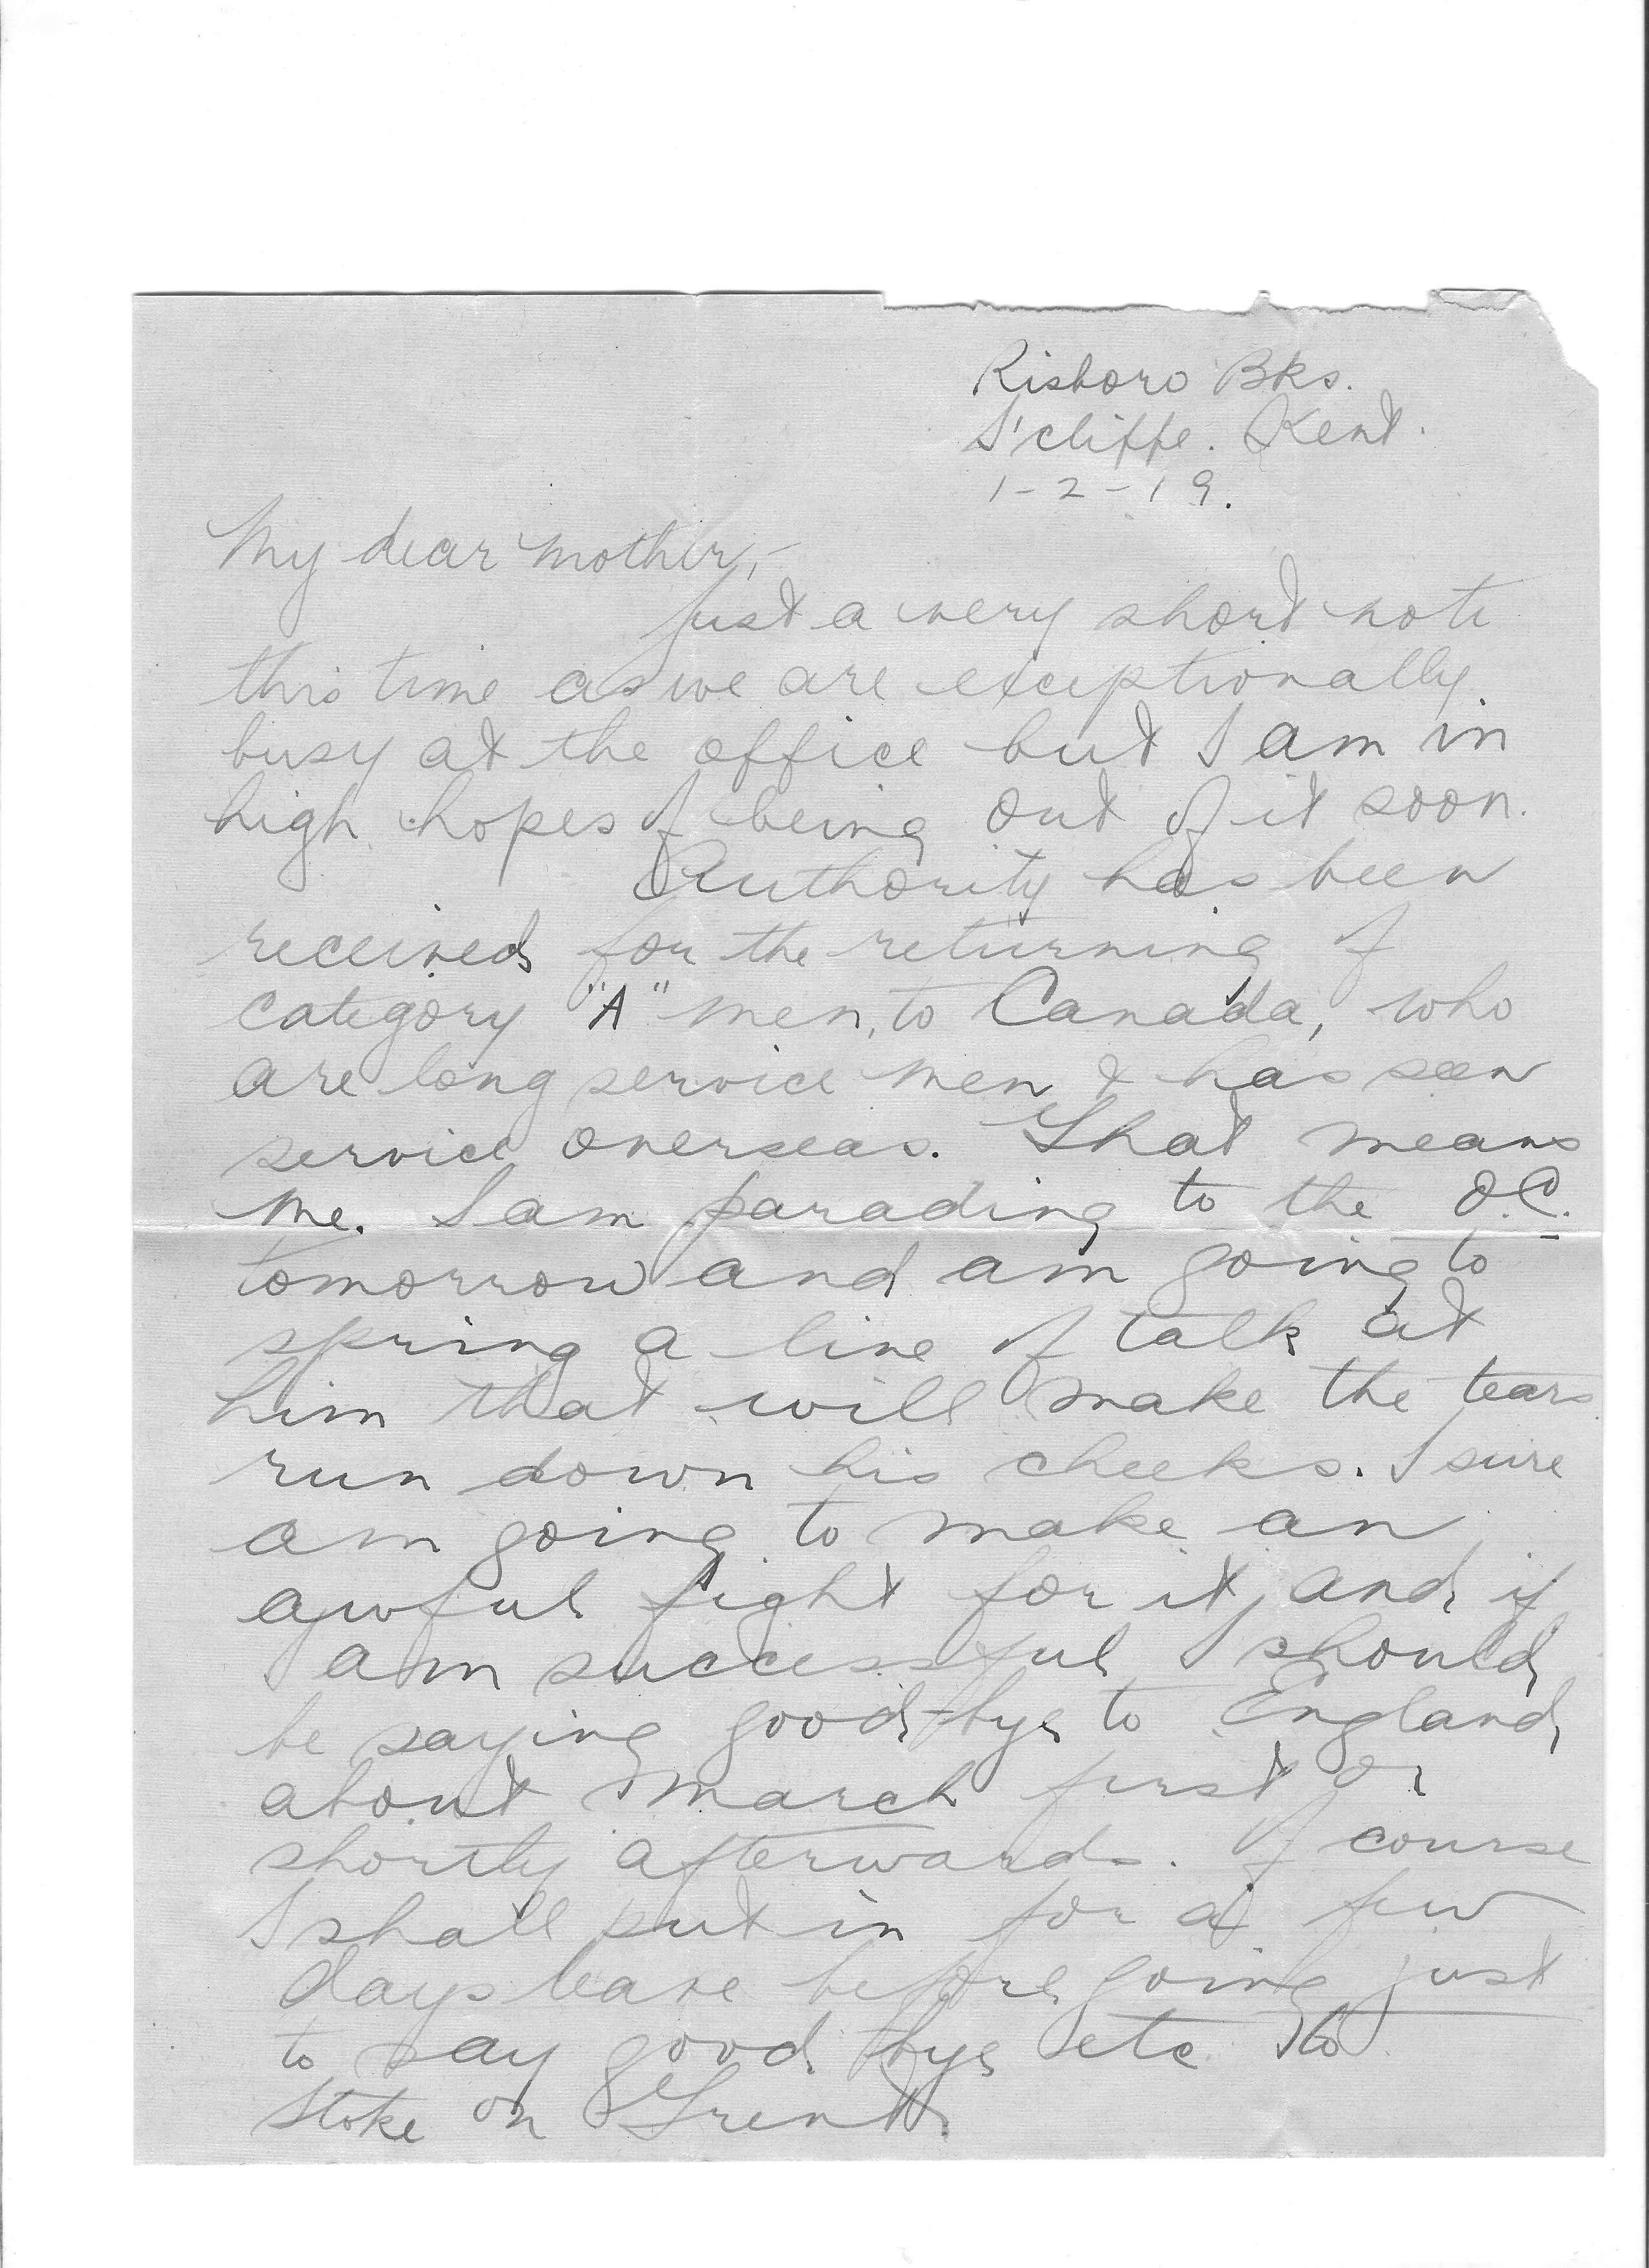 Risboro Bks.
S'cliffe. Kent.
1-2-19.
My dear mother,-
Just a very short note
this time as we are exceptionally
busy at the office but I am in
high hopes of being out of it soon.
Authority has been
received for the returning of
category "A" men, to Canada, who
are long service men & has seen
service overseas. That means
me. I am parading to the O.C.
tomorrow and am going to
spring a line of talk at
him that will make the tears
run down his cheeks. I sure
am going to make an
awful fight for it, and if
I am successful I should
be saying good-bye to England
about March first or
shortly afterwards. Of course
I shall put in for a few
days leave before going just
to say good bye etc to
Stoke on Trent.